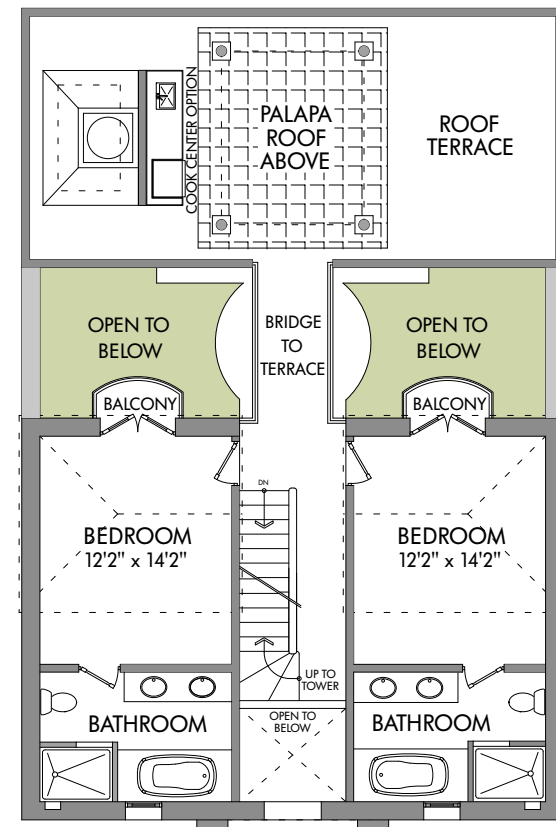 COOK CENTER OPTION
PALAPA
ROOF
ABOVE
ROOF
TERRACE
OPEN TO
BELOW
BRIDGE
TO
TERRACE
OPEN TO
BELOW
BALCONY
BALCONY
DN
BEDROOM
12'2" x 14'2"
BEDROOM
12'2" x 14'2"
UP TO
TOWER
BATHROOM
OPEN TO
BELOW
BATHROOM